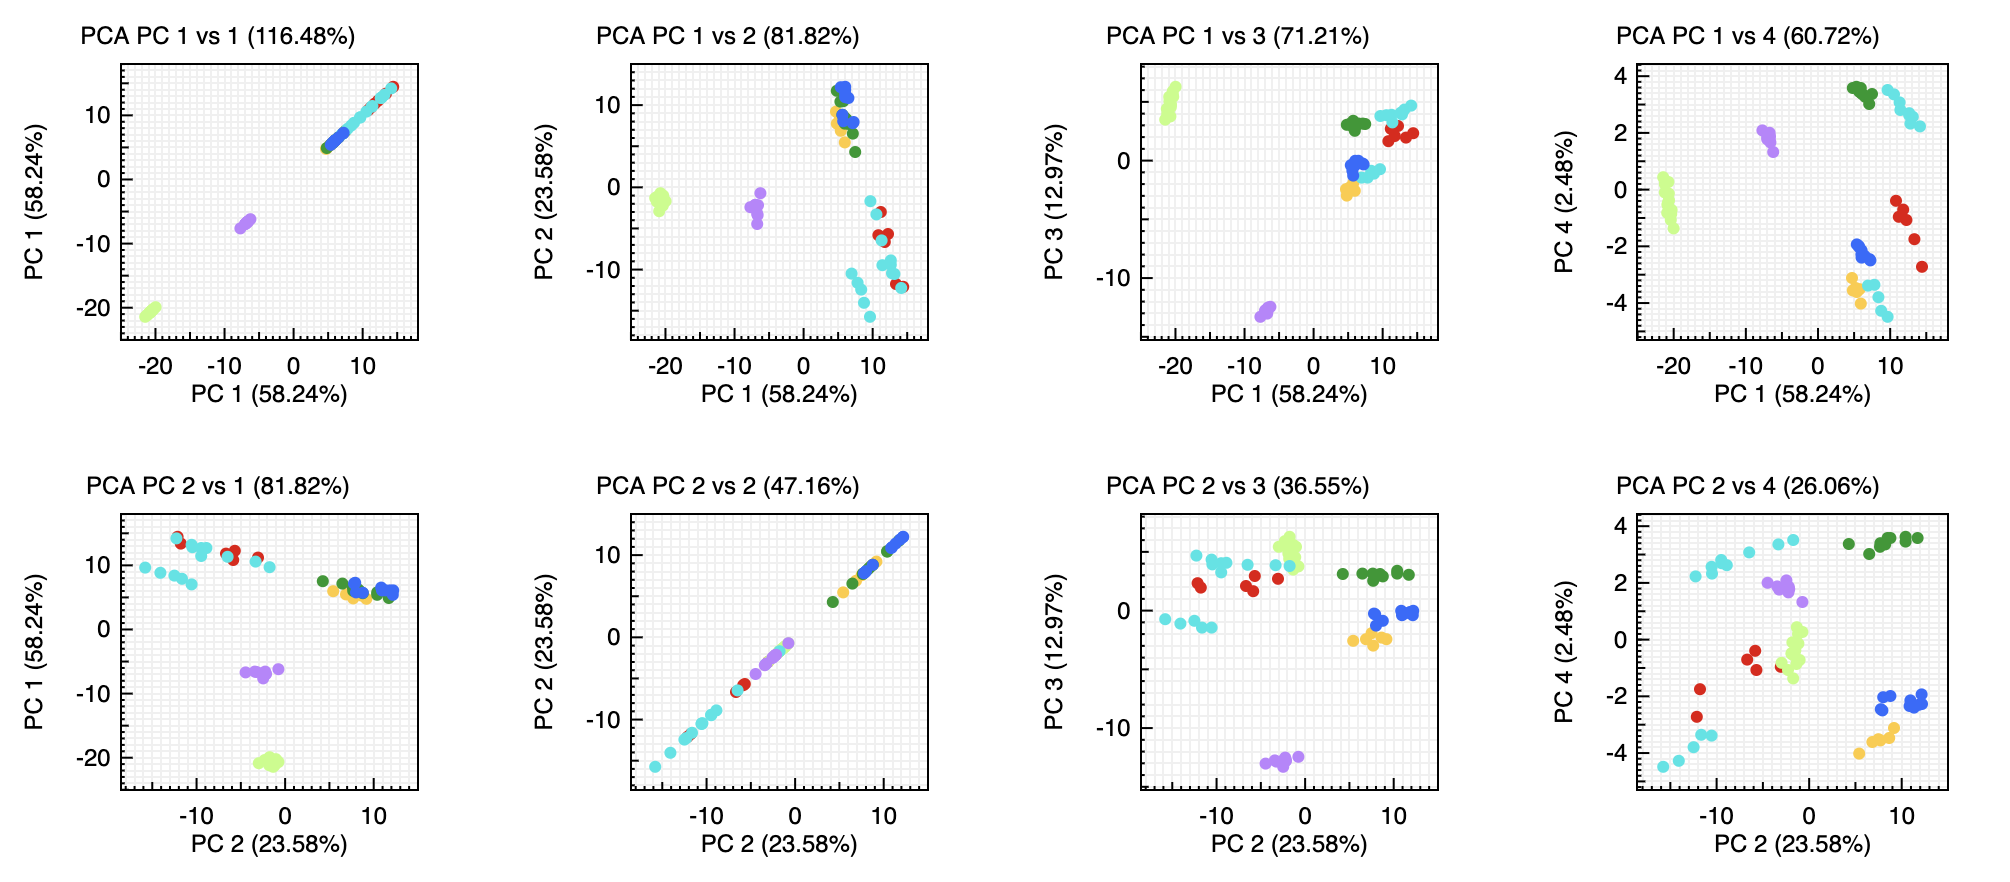 PCA PC 1 vs 1 (116.48%)
PC 1 (58.24%)
10
0
-10
-20
-20 -10 0 10
PC 1 (58.24%)
PCA PC 1 vs 2 (81.82%)
PC 2 (23.58%)
10
0
-10
-20 -10 0 10
PC 1 (58.24%)
PCA PC 1 vs 3 (71.21%)
PC 3 (12.97%)
0
-10
-20 -10 0 10
PC 1 (58.24%)
PCA PC 1 vs 4 (60.72%)
PC 4 (2.48%)
4
2
0
-2
-4
-20 -10 0 10
PC 1 (58.24%)
PCA PC 2 vs 1 (81.82%)
PC 1 (58.24%)
10
0
-10
-20
-10 0 10
PC 2 (23.58%)
PCA PC 2 vs 2 (47.16%)
PC 2 (23.58%)
10
0
-10
-10 0 10
PC 2 (23.58%)
PCA PC 2 vs 3 (36.55%)
PC 3 (12.97%)
0
-10
-10 0 10
PC 2 (23.58%)
PCA PC 2 vs 4 (26.06%)
PC 4 (2.48%)
4
2
0
-2
-4
-10 0 10
PC 2 (23.58%)